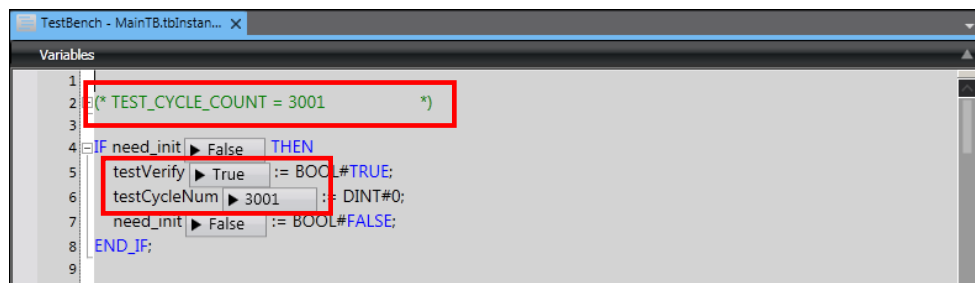 TestBench - MainTB.tbInstan... X
Variables
1
2 (* TEST_CYCLE_COUNT = 3001 *)
3
4 IF need_init ▶ False THEN
5 testVerify ▶ True := BOOL#TRUE;
6 testCycleNum ▶ 3001 := DINT#0;
7 need_init ▶ False := BOOL#FALSE;
8 END_IF;
9